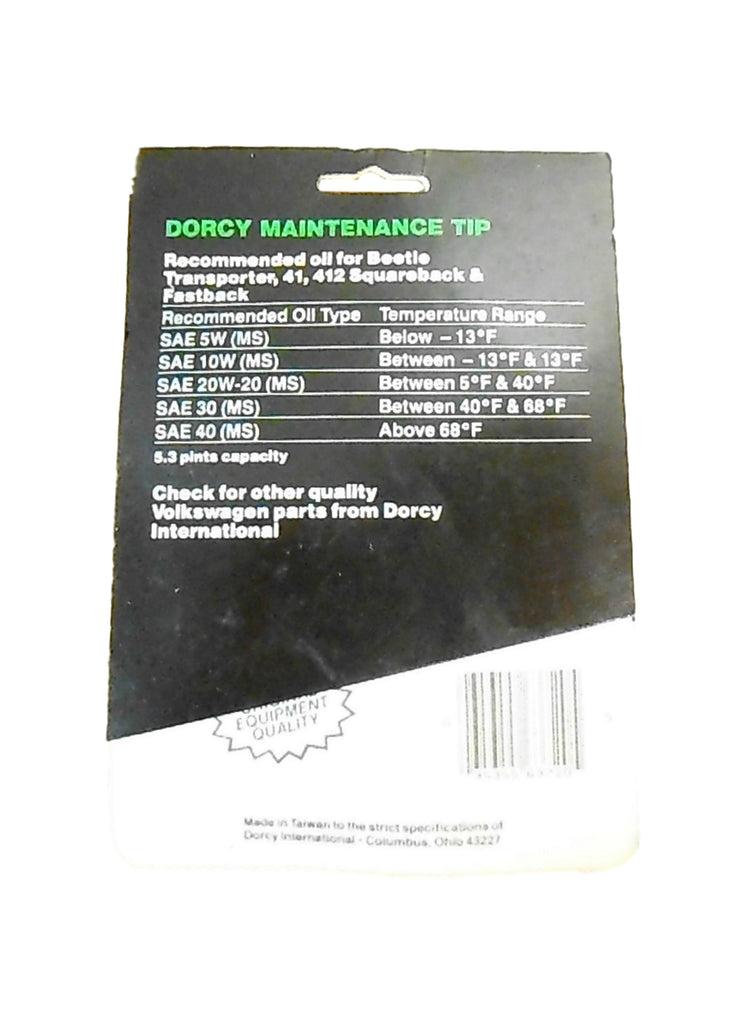 DORCY MAINTENANCE TIP
Recommended oil for Beetle
Transporter, 41, 412 Squareback &
Fastback
Recommended Oil Type Temperature Range
SAE 5W (MS) Below – 13°F
SAE 10W (MS) Between – 13°F & 13°F
SAE 20W-20 (MS) Between 5°F & 40°F
SAE 30 (MS) Between 40°F & 68°F
SAE 40 (MS) Above 68°F
5.3 pints capacity
Check for other quality
Volkswagen parts from Dorcy
International
EQUIPMENT
QUALITY
Made in Taiwan to the strict specifications of
Dorcy International - Columbus, Ohio 43227